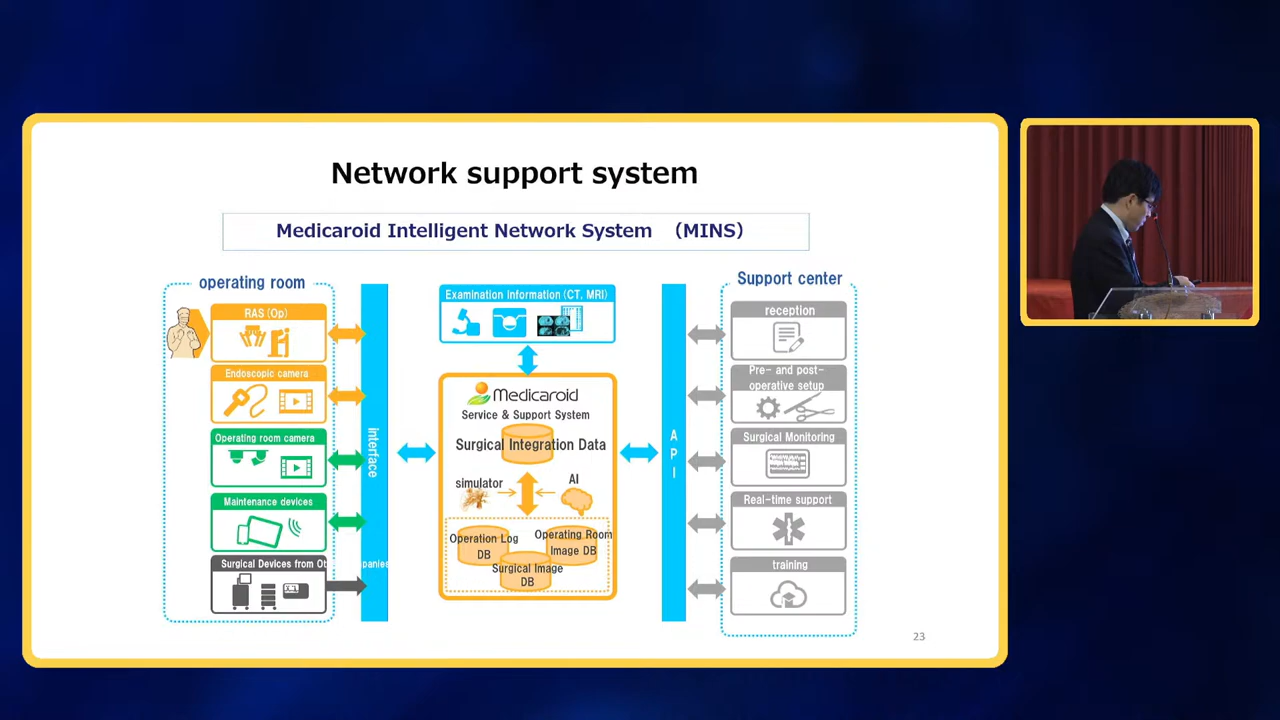 Network support system
Medicaroid Intelligent Network System （MINS）
operating room
RAS (Op)
Endoscopic camera
Operating room camera
Maintenance devices
Surgical Devices from Ot
panies
interface
Examination information (CT. MRI)
Medicaroid
Service & Support System
Surgical Integration Data
simulator
AI
Operation Log
DB
Operating Room
Image DB
Surgical Image
DB
API
Support center
reception
Pre- and post-
operative setup
Surgical Monitoring
Real-time support
training
23